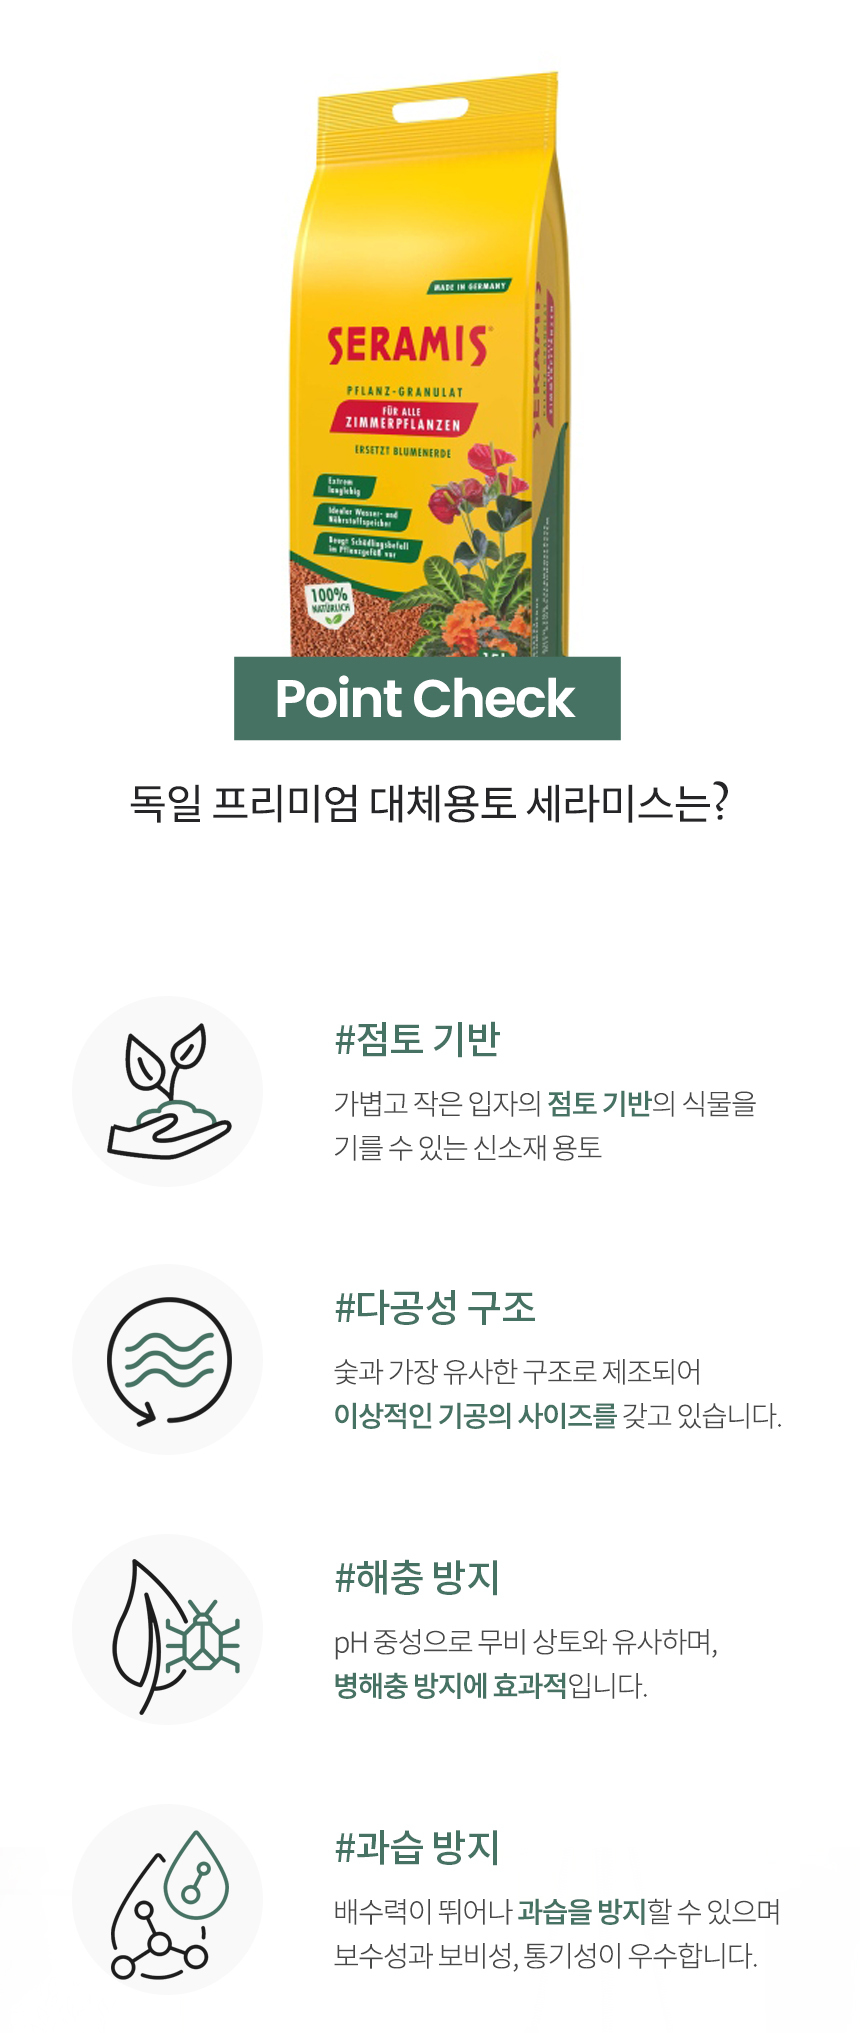 MADE IN GERMANY
SERAMIS®
PFLANZ-GRANULAT
FÜR ALLE
ZIMMERPFLANZEN
ERSETZT BLUMENERDE
Extrem
langlebig
Idealer Wasser- und
Nährstoffspeicher
Beugt Schädlingsbefall
im Pflanzgefäß vor
100%
NATÜRLICH
SERAMIS
Point Check
독일 프리미엄 대체용토 세라미스는?
#점토 기반
가볍고 작은 입자의 점토 기반의 식물을
기를 수 있는 신소재 용토
#다공성 구조
숯과 가장 유사한 구조로 제조되어
이상적인 기공의 사이즈를 갖고 있습니다.
#해충 방지
pH 중성으로 무비 상토와 유사하며,
병해충 방지에 효과적입니다.
#과습 방지
배수력이 뛰어나 과습을 방지할 수 있으며
보수성과 보비성, 통기성이 우수합니다.